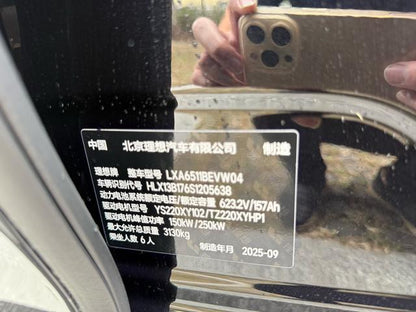 中国 北京理想汽车有限公司 制造
理想牌 整车型号 LXA6511BEVW04
车辆识别代号 HLX13B176S1205638
动力电池系统额定电压/额定容量 623.2V/157Ah
驱动电机型号 YS220XY102/TZ220XYHP1
驱动电机峰值功率 150kW/250kW
最大允许总质量 3130kg
乘坐人数 6人
制造年月 2025-09